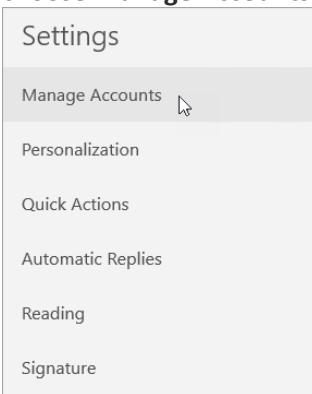 Settings
Manage Accounts
Personalization
Quick Actions
Automatic Replies
Reading
Signature